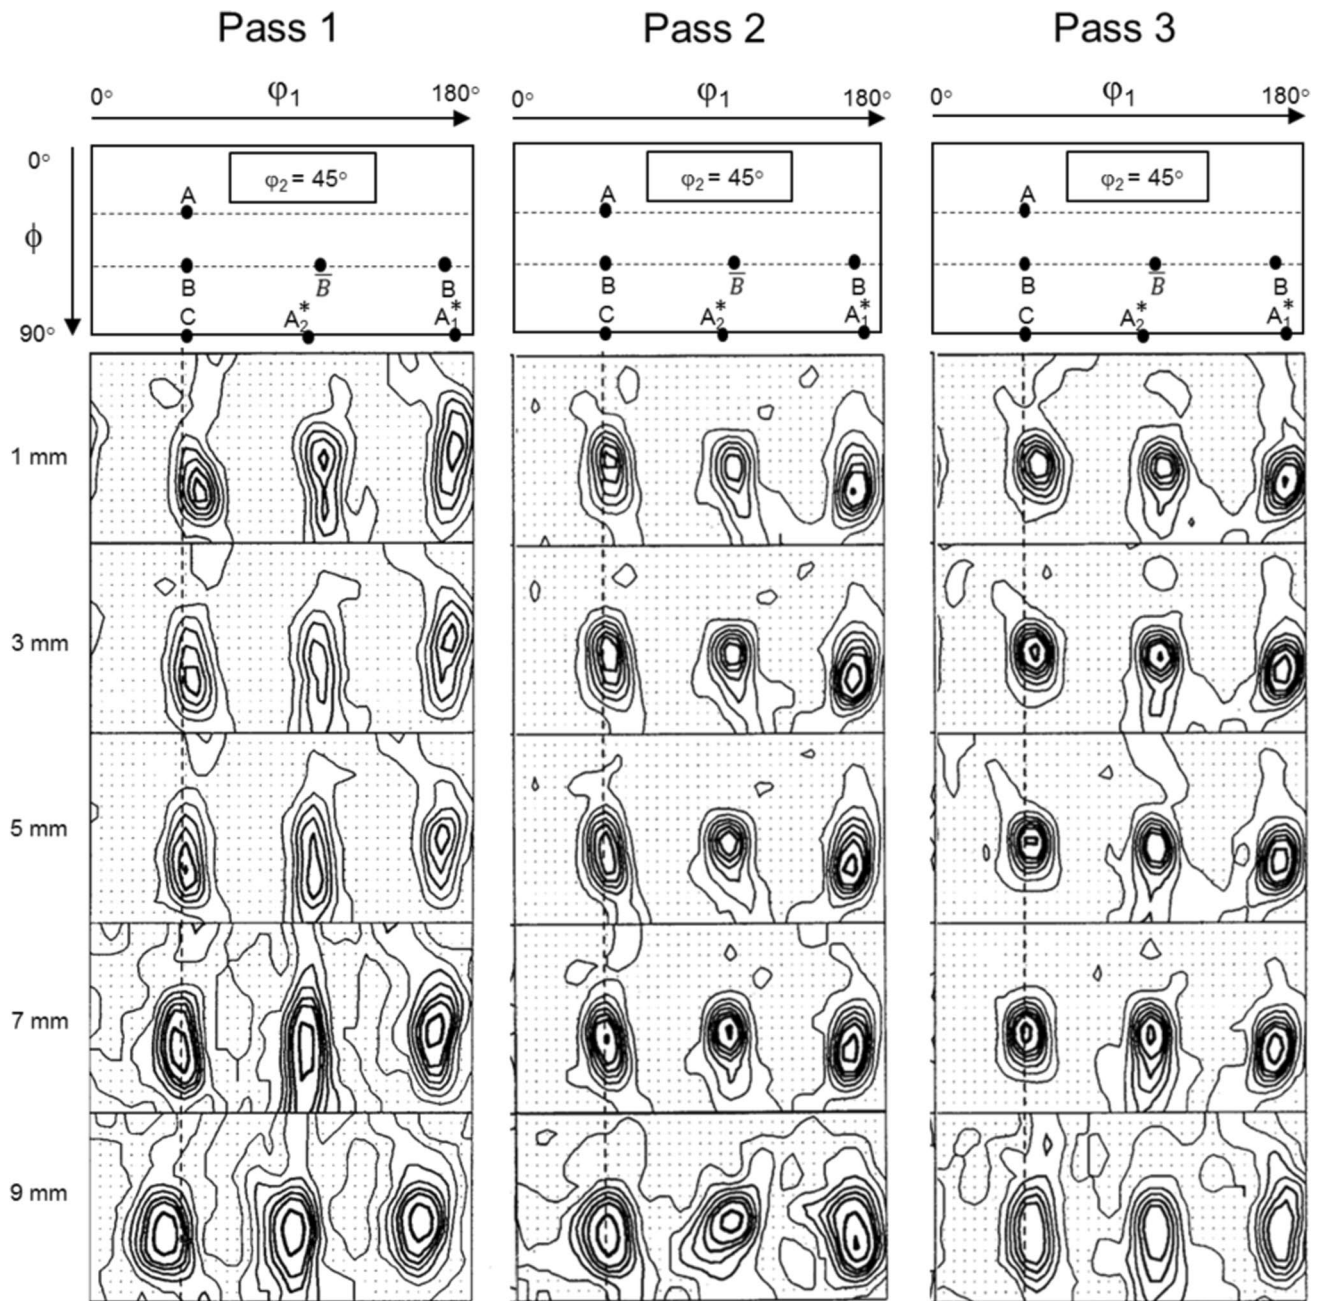 Pass 1 Pass 2 Pass 3
0° φ1 180° 0° φ1 180° 0° φ1 180°
0° φ2 = 45° φ2 = 45° φ2 = 45°
A A A
ϕ
B B̅ B B B̅ B B B̅ B
C A2* A1* C A2* A1* C A2* A1*
90°
1 mm
3 mm
5 mm
7 mm
9 mm